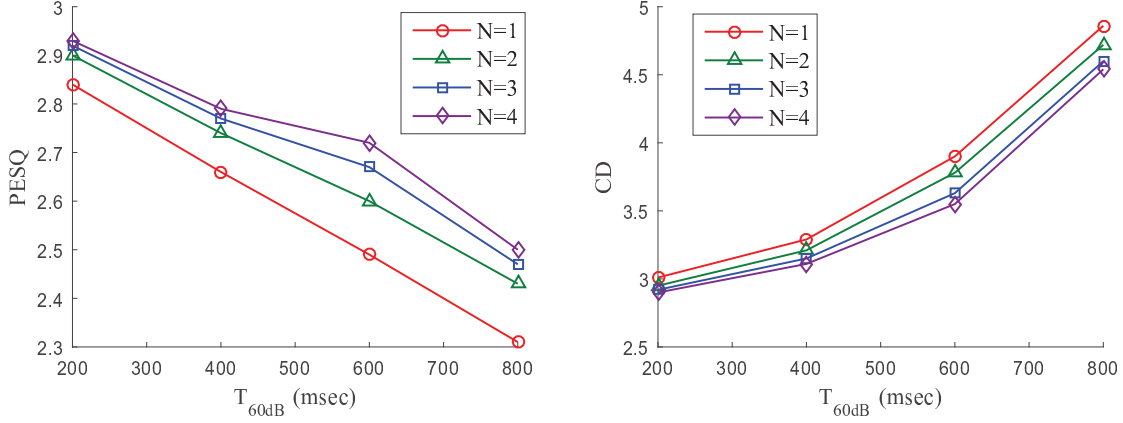 3
2.9
2.8
2.7
2.6
2.5
2.4
2.3
PESQ
200 300 400 500 600 700 800
T60dB (msec)
N=1
N=2
N=3
N=4
5
4.5
4
3.5
3
2.5
CD
200 300 400 500 600 700 800
T60dB (msec)
N=1
N=2
N=3
N=4